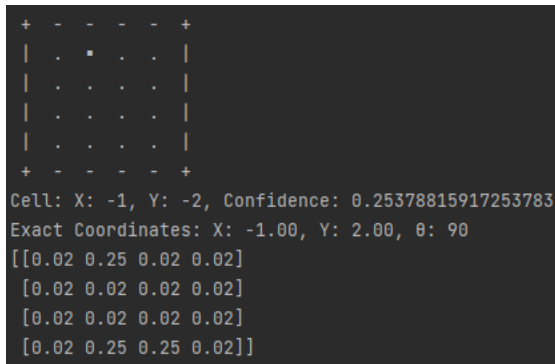 + - - - - +
| . ▪ . . |
| . . . . |
| . . . . |
| . . . . |
+ - - - - +
Cell: X: -1, Y: -2, Confidence: 0.25378815917253783
Exact Coordinates: X: -1.00, Y: 2.00, θ: 90
[[0.02 0.25 0.02 0.02]
 [0.02 0.02 0.02 0.02]
 [0.02 0.02 0.02 0.02]
 [0.02 0.25 0.25 0.02]]